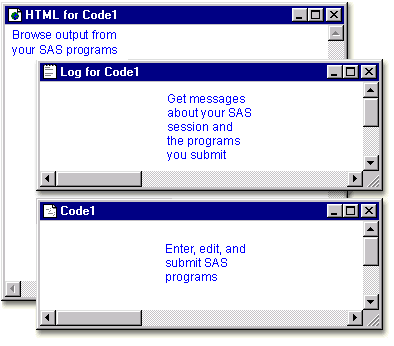 HTML for Code1
Browse output from
your SAS programs
Log for Code1
Get messages
about your SAS
session and
the programs
you submit
Code1
Enter, edit, and
submit SAS
programs